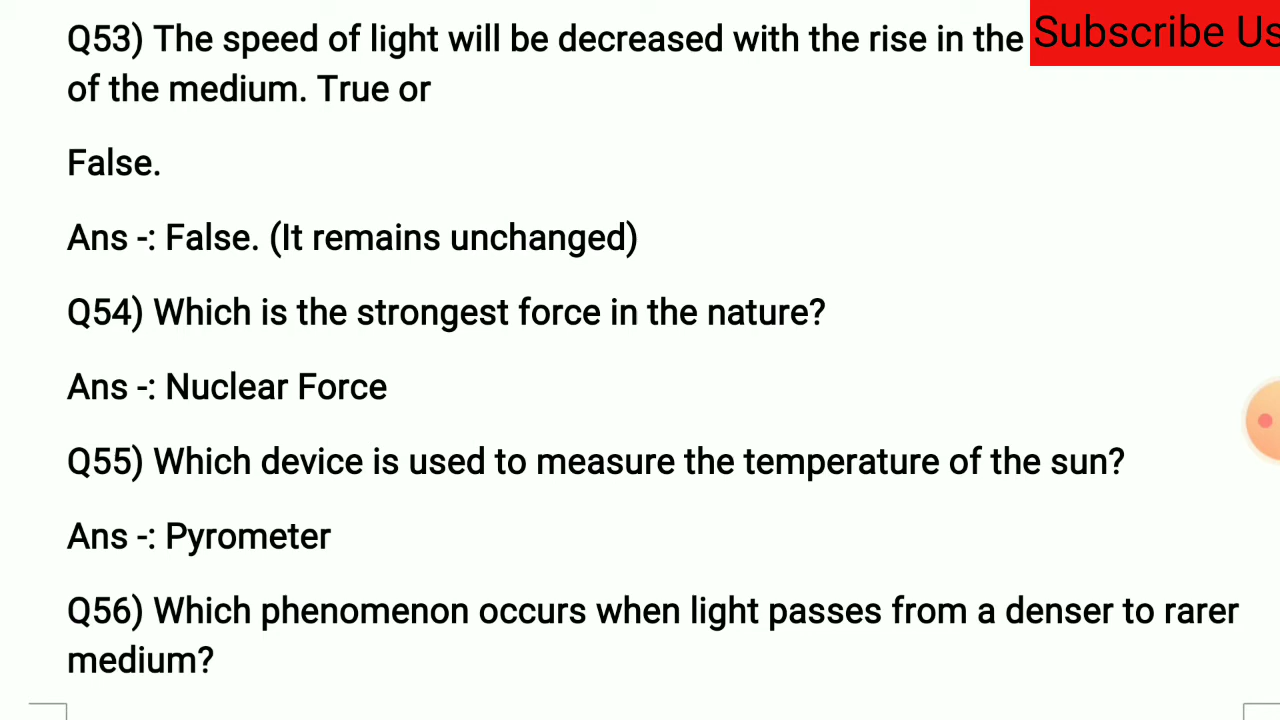 Q53) The speed of light will be decreased with the rise in the
Subscribe Us
of the medium. True or
False.
Ans -: False. (It remains unchanged)
Q54) Which is the strongest force in the nature?
Ans -: Nuclear Force
Q55) Which device is used to measure the temperature of the sun?
Ans -: Pyrometer
Q56) Which phenomenon occurs when light passes from a denser to rarer
medium?